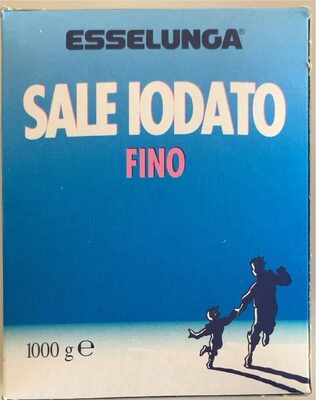 ESSELUNGA®
SALE IODATO
FINO
1000 g ℮